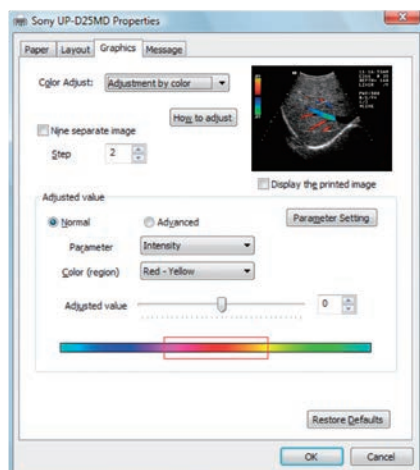 Sony UP-D25MD Properties
Paper Layout Graphics Message
Color Adjust: Adjustment by color
How to adjust
Nine separate image
Step 2
Display the printed image
Adjusted value
Normal Advanced Parameter Setting
Parameter Intensity
Color (region) Red - Yellow
Adjusted value 0
Restore Defaults
OK Cancel